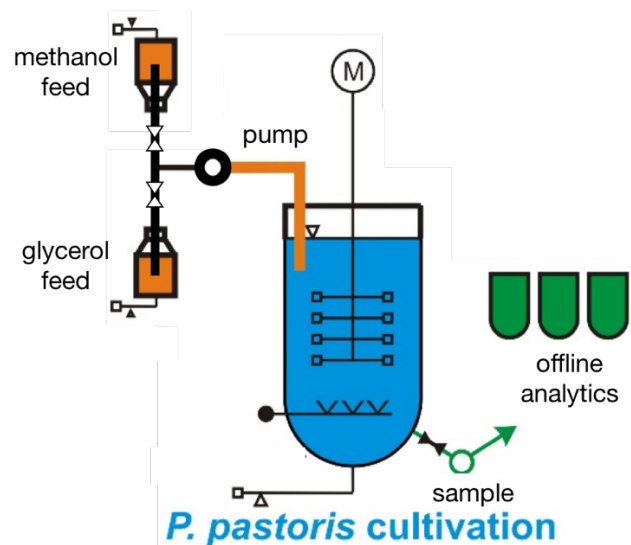 methanol
feed
M
pump
glycerol
feed
offline
analytics
sample
P. pastoris cultivation